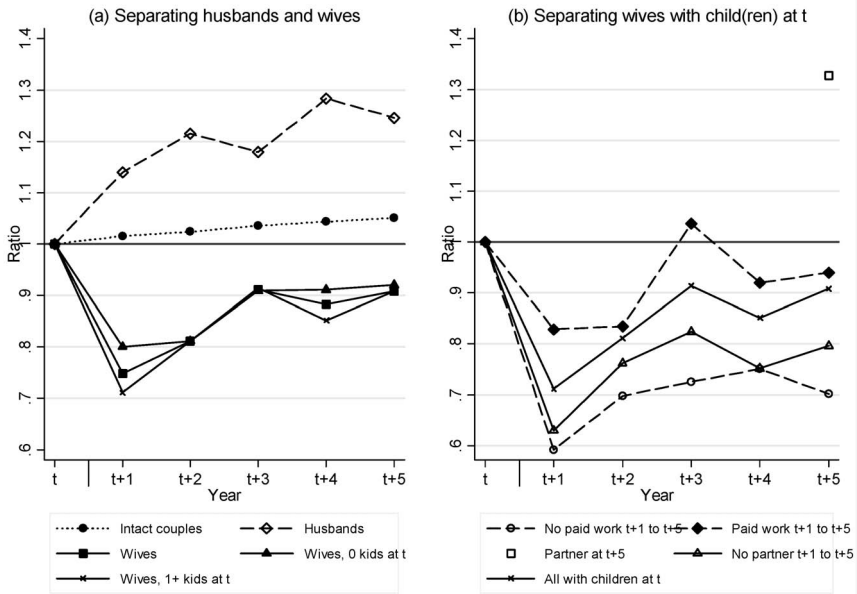 (a) Separating husbands and wives
1.4
1.3
1.2
1.1
1
.9
.8
.7
.6
Ratio
t
t+1
t+2
t+3
t+4
t+5
Year
Intact couples
Husbands
Wives
Wives, 0 kids at t
Wives, 1+ kids at t
(b) Separating wives with child(ren) at t
1.4
1.3
1.2
1.1
1
.9
.8
.7
.6
Ratio
t
t+1
t+2
t+3
t+4
t+5
Year
No paid work t+1 to t+5
Paid work t+1 to t+5
Partner at t+5
No partner t+1 to t+5
All with children at t